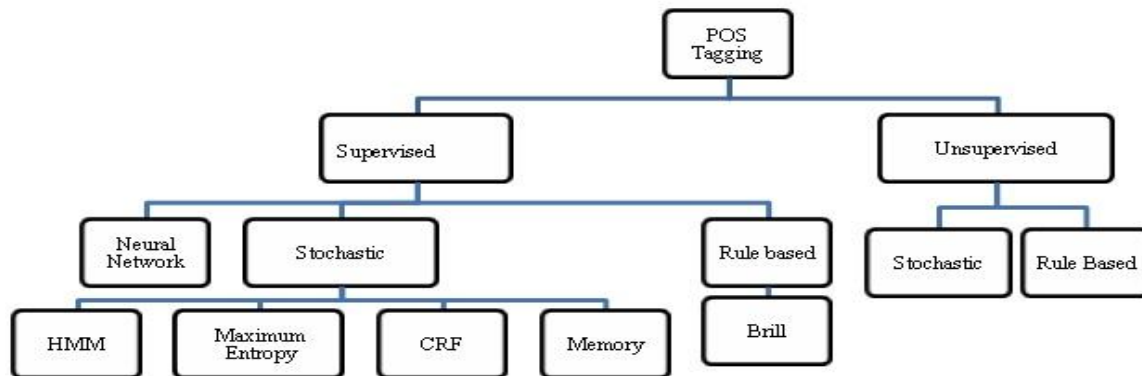 POS
Tagging
Supervised
Unsupervised
Neural
Network
Stochastic
Rule based
Stochastic
Rule Based
HMM
Maximum
Entropy
CRF
Memory
Brill